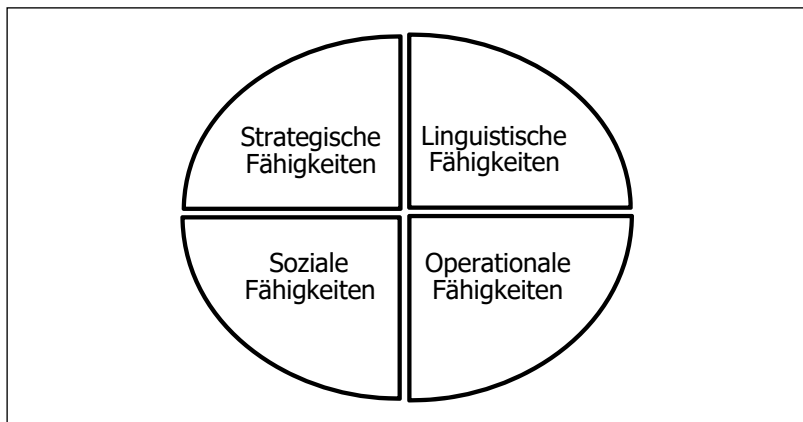 Strategische
Fähigkeiten
Linguistische
Fähigkeiten
Soziale
Fähigkeiten
Operationale
Fähigkeiten